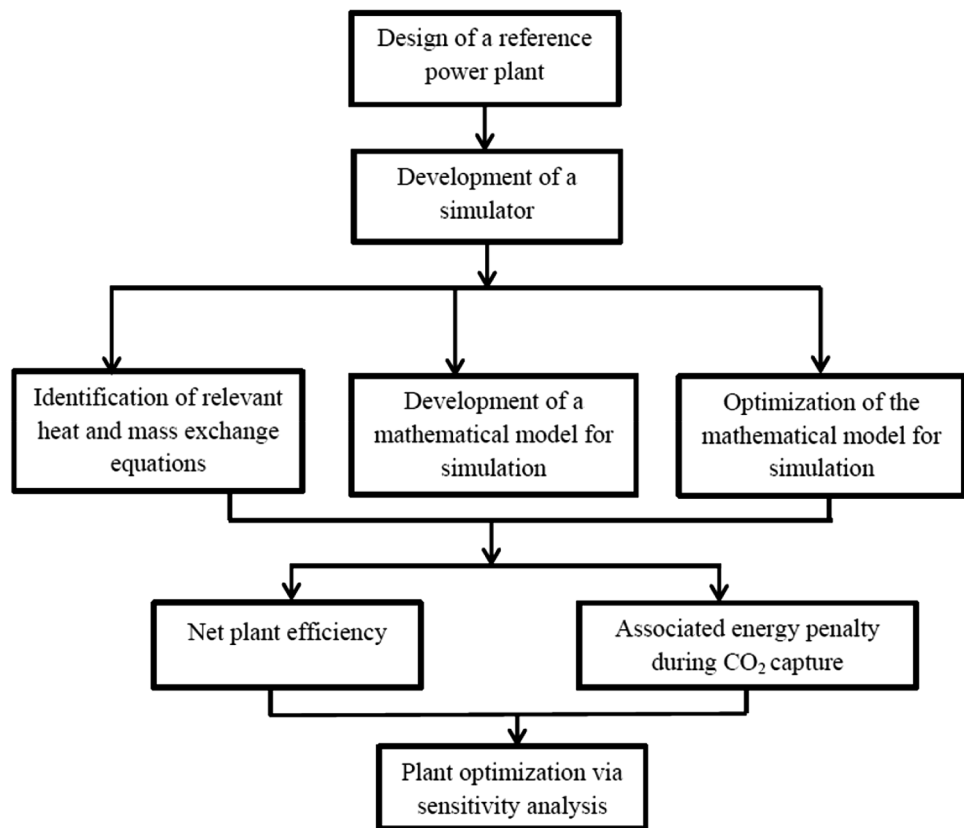 Design of a reference
power plant
Development of a
simulator
Identification of relevant
heat and mass exchange
equations
Development of a
mathematical model for
simulation
Optimization of the
mathematical model for
simulation
Net plant efficiency
Associated energy penalty
during CO₂ capture
Plant optimization via
sensitivity analysis